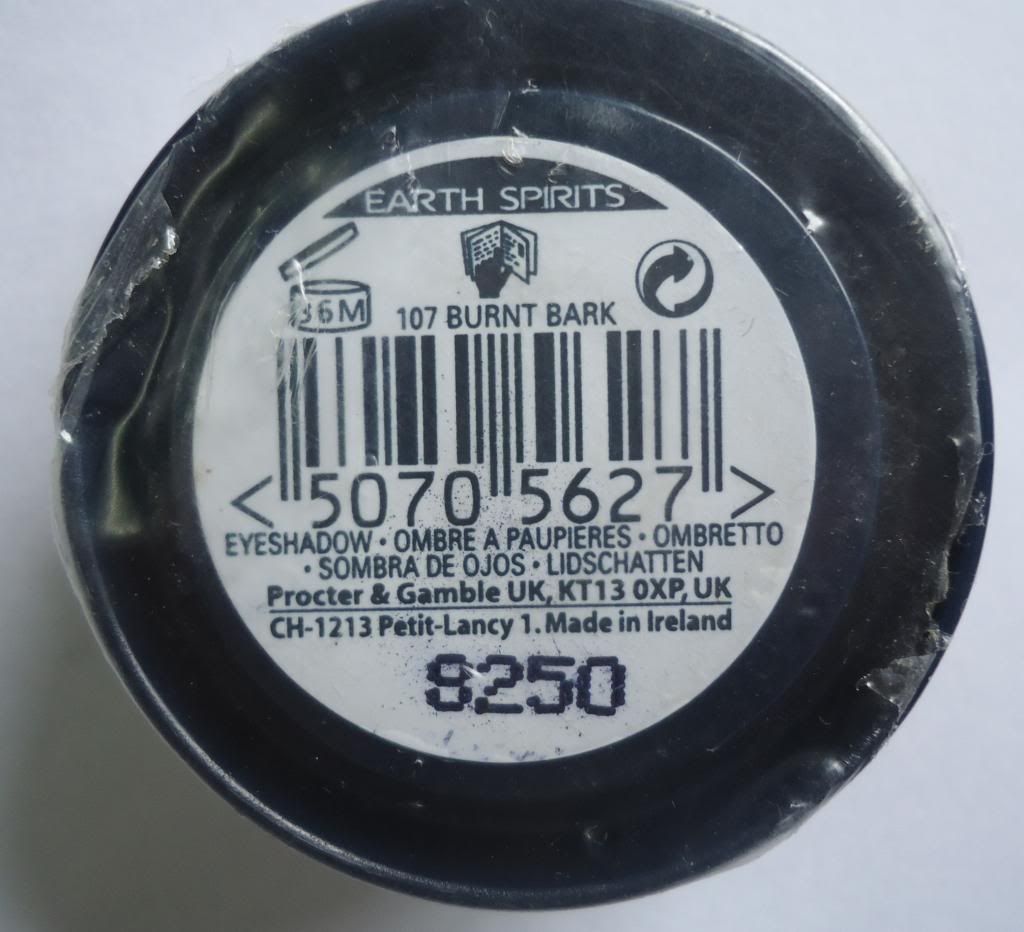 EARTH SPIRITS
36M
107 BURNT BARK
< 5070 5627 >
EYESHADOW · OMBRE A PAUPIERES · OMBRETTO
· SOMBRA DE OJOS · LIDSCHATTEN
Procter & Gamble UK, KT13 0XP, UK
CH-1213 Petit-Lancy 1. Made in Ireland
8250